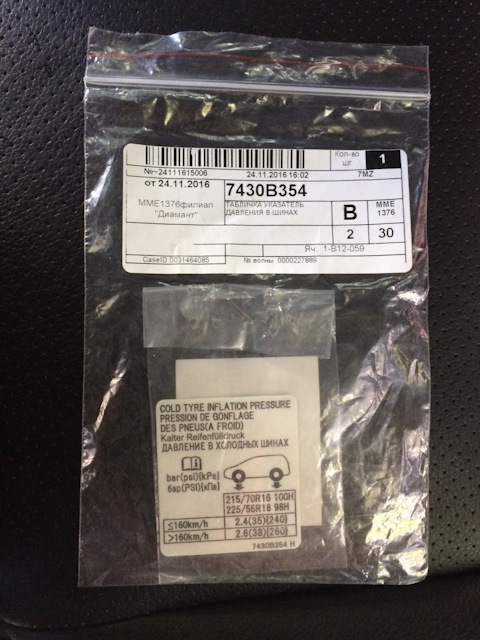 Кол-во
шт
1
№-24111615006
24.11.2016 16:02
7MZ
от 24.11.2016
7430B354
MME1376филиал
"Диамант"
ТАБЛИЧКА УКАЗАТЕЛЬ
ДАВЛЕНИЯ В ШИНАХ
B
MME
1376
2
30
Яч. 1-B12-059
CaseID 0031464085
№ волны 0000227889
COLD TYRE INFLATION PRESSURE
PRESSION DE GONFLAGE
DES PNEUS(A FROID)
Kalter Reifenfüllriruck
ДАВЛЕНИЕ В ХОЛОДНЫХ ШИНАХ
bar(psi){kPa}
бар(PSI){кПа}
215/70R16 100H
225/55R18 98H
≤160km/h 2.4(35){240}
>160km/h 2.6(38){260}
7430B354 H